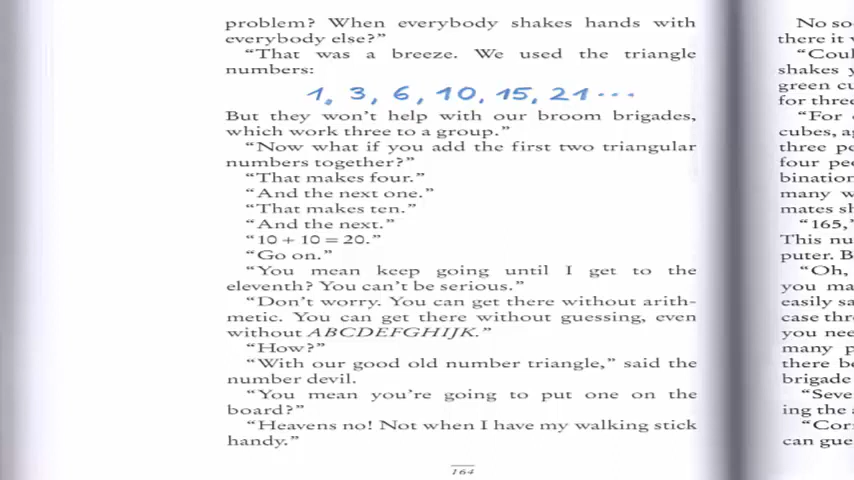 problem? When everybody shakes hands with
everybody else?”
“That was a breeze. We used the triangle
numbers:
1, 3, 6, 10, 15, 21 ...
But they won’t help with our broom brigades,
which work three to a group.”
“Now what if you add the first two triangular
numbers together?”
“That makes four.”
“And the next one.”
“That makes ten.”
“And the next.”
“10 + 10 = 20.”
“Go on.”
“You mean keep going until I get to the
eleventh? You can’t be serious.”
“Don’t worry. You can get there without arith-
metic. You can get there without guessing, even
without ABCDEFGHIJK.”
“How?”
“With our good old number triangle,” said the
number devil.
“You mean you’re going to put one on the
board?”
“Heavens no! Not when I have my walking stick
handy.”
164
No so
there it
“Coul
shakes
green cu
for three
“For
cubes,
three pe
four peo
bination
many w
mates sh
“165,”
This nu
puter. B
“Oh,
you ma
easily sa
case thr
you nee
many p
there be
brigade
“Seve
ing the
“Cor
can gue